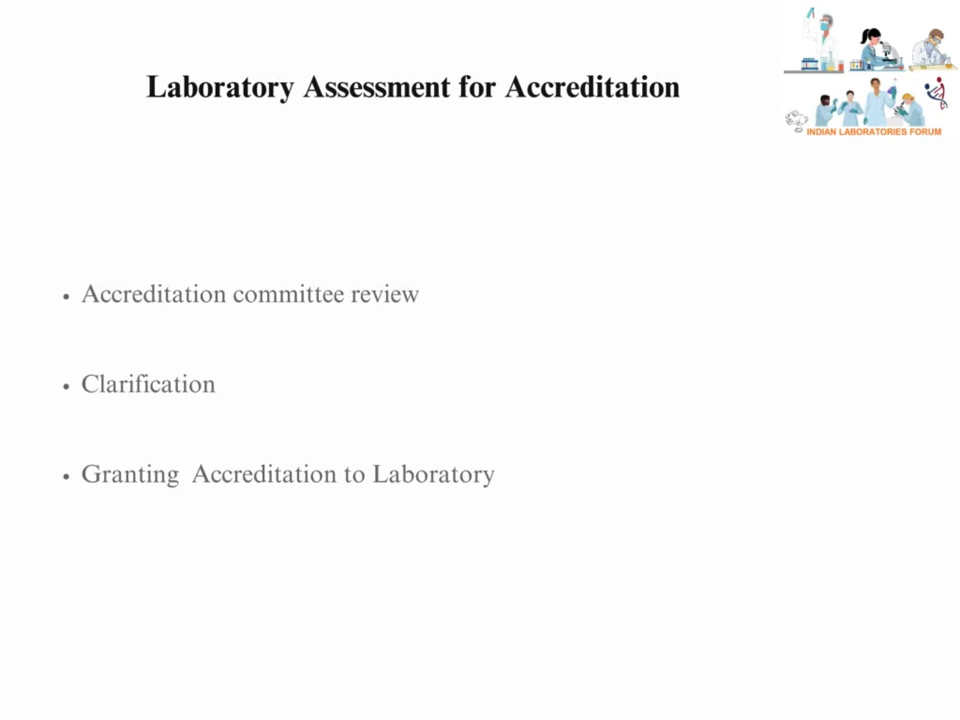 Laboratory Assessment for Accreditation
INDIAN LABORATORIES FORUM
• Accreditation committee review
• Clarification
• Granting  Accreditation to Laboratory